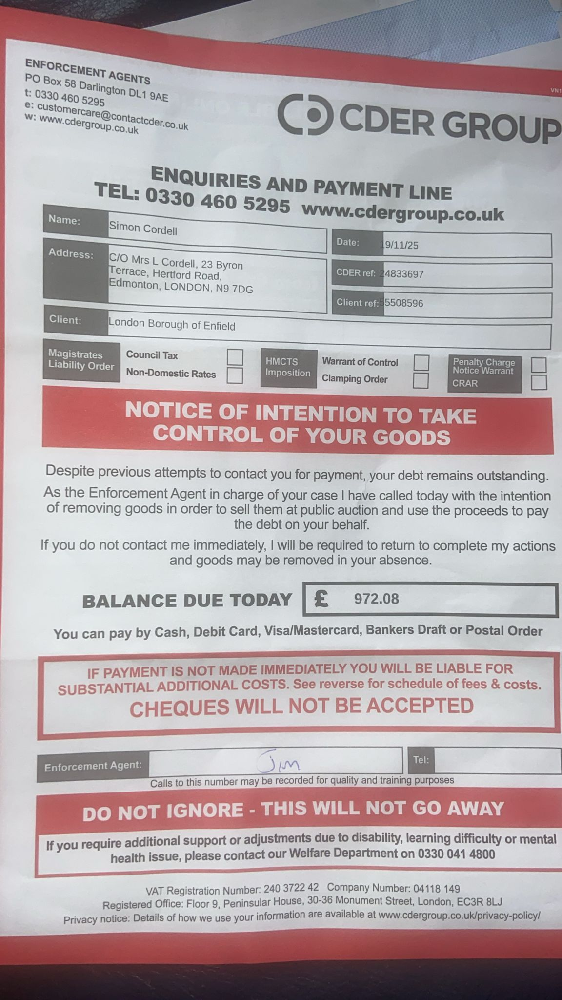 ENFORCEMENT AGENTS
PO Box 58 Darlington DL1 9AE
t: 0330 460 5295
e: customercare@contactcder.co.uk
w: www.cdergroup.co.uk
VN1
CDER GROUP
ENQUIRIES AND PAYMENT LINE
TEL: 0330 460 5295 www.cdergroup.co.uk
Name: Simon Cordell
Date: 19/11/25
Address: C/O Mrs L Cordell, 23 Byron
Terrace, Hertford Road,
Edmonton, LONDON, N9 7DG
CDER ref: 24833697
Client ref: 55508596
Client: London Borough of Enfield
Magistrates
Liability Order
Council Tax
Non-Domestic Rates
HMCTS
Imposition
Warrant of Control
Clamping Order
Penalty Charge
Notice Warrant
CRAR
NOTICE OF INTENTION TO TAKE
CONTROL OF YOUR GOODS
Despite previous attempts to contact you for payment, your debt remains outstanding.
As the Enforcement Agent in charge of your case I have called today with the intention
of removing goods in order to sell them at public auction and use the proceeds to pay
the debt on your behalf.
If you do not contact me immediately, I will be required to return to complete my actions
and goods may be removed in your absence.
BALANCE DUE TODAY £ 972.08
You can pay by Cash, Debit Card, Visa/Mastercard, Bankers Draft or Postal Order
IF PAYMENT IS NOT MADE IMMEDIATELY YOU WILL BE LIABLE FOR
SUBSTANTIAL ADDITIONAL COSTS. See reverse for schedule of fees & costs.
CHEQUES WILL NOT BE ACCEPTED
Enforcement Agent: Jim
Tel:
Calls to this number may be recorded for quality and training purposes
DO NOT IGNORE - THIS WILL NOT GO AWAY
If you require additional support or adjustments due to disability, learning difficulty or mental
health issue, please contact our Welfare Department on 0330 041 4800
VAT Registration Number: 240 3722 42 Company Number: 04118 149
Registered Office: Floor 9, Peninsular House, 30-36 Monument Street, London, EC3R 8LJ
Privacy notice: Details of how we use your information are available at www.cdergroup.co.uk/privacy-policy/